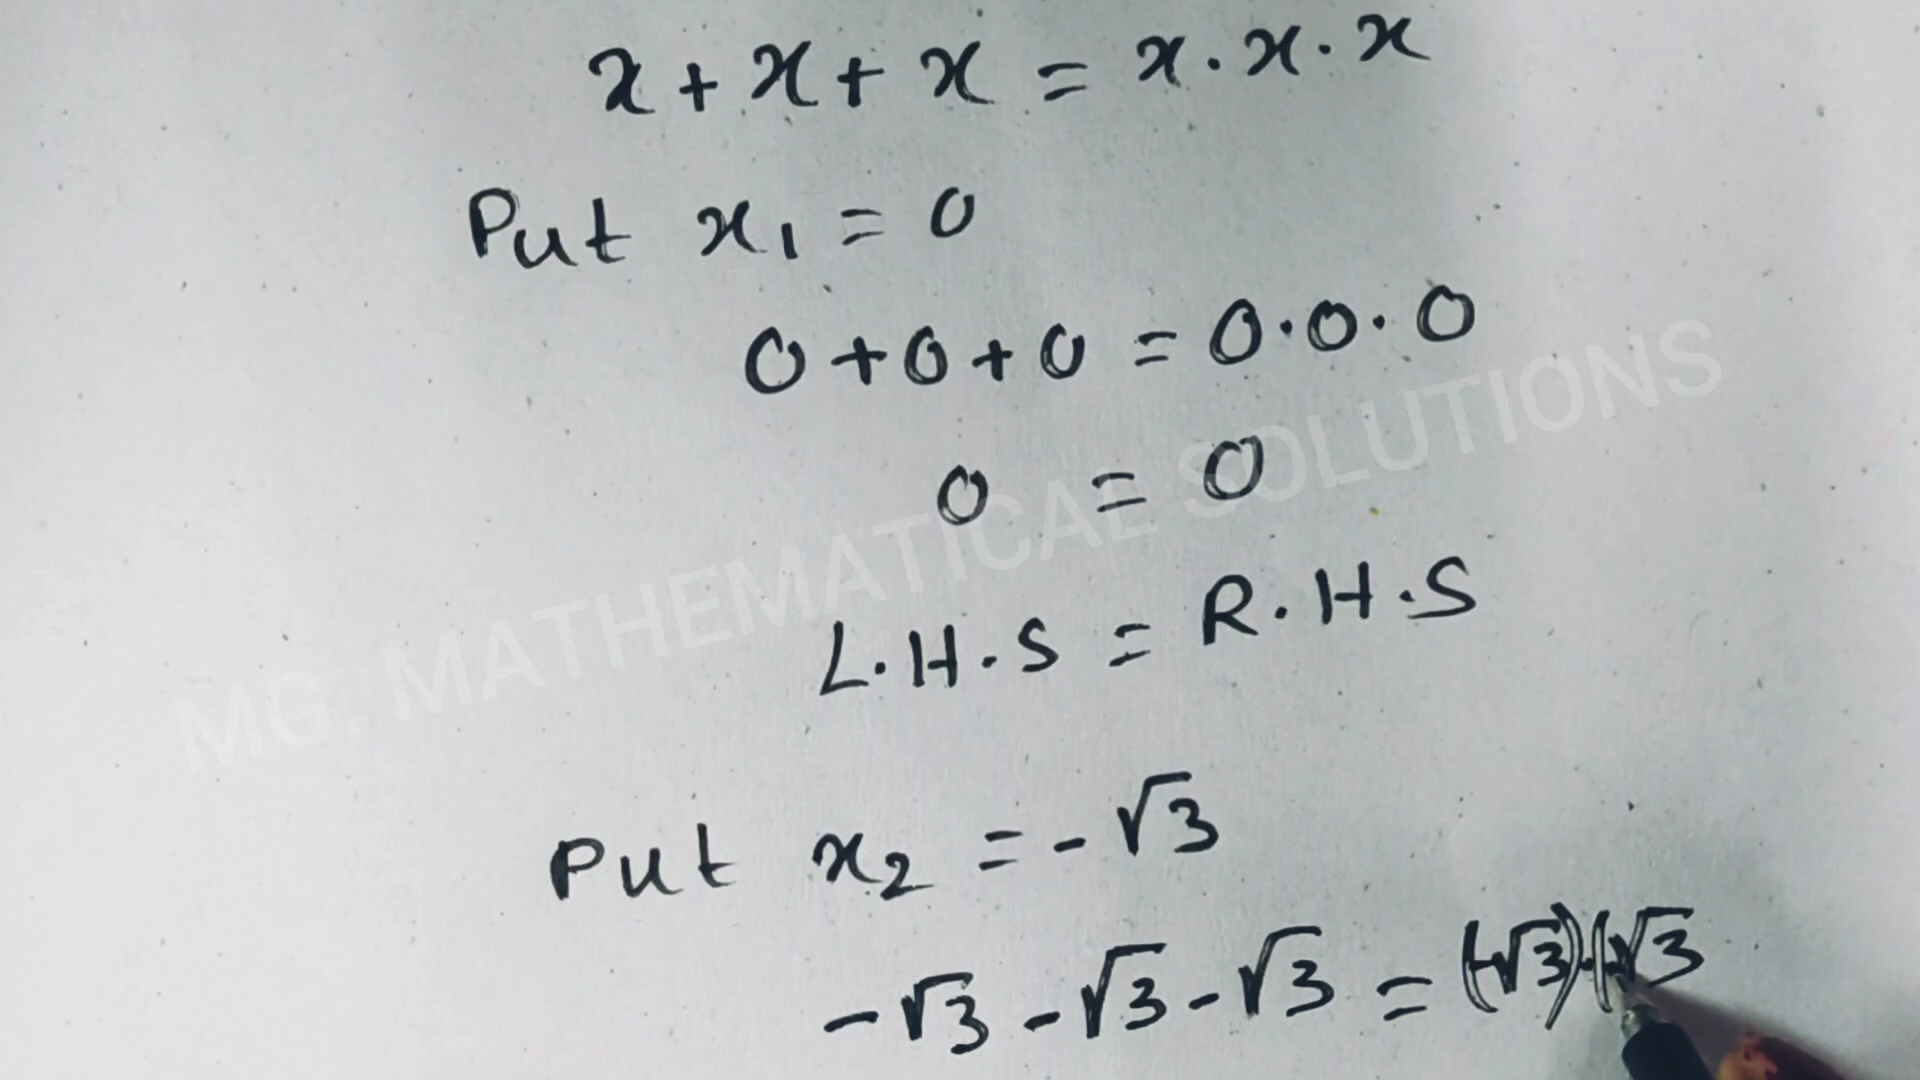 x + x + x = x . x . x
Put x₁ = 0
0 + 0 + 0 = 0 . 0 . 0
0 = 0
L.H.S = R.H.S
MG. MATHEMATICAL SOLUTIONS
Put x₂ = -√3
-√3 - √3 - √3 = (-√3) . (-√3